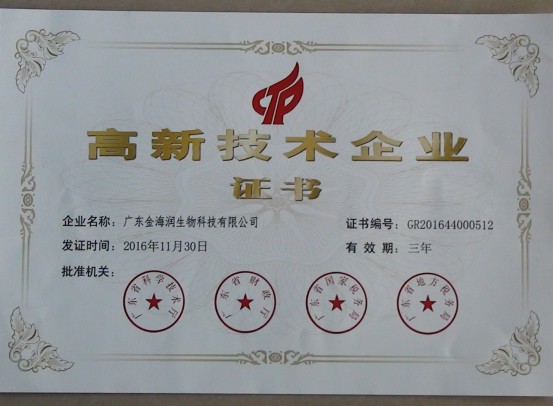 高新技术企业
证书
企业名称：广东金海润生物科技有限公司
证书编号：GR201644000512
发证时间：2016年11月30日
有效期：三年
批准机关：
广东省科学技术厅
广东省财政厅
广东省国家税务局
广东省地方税务局